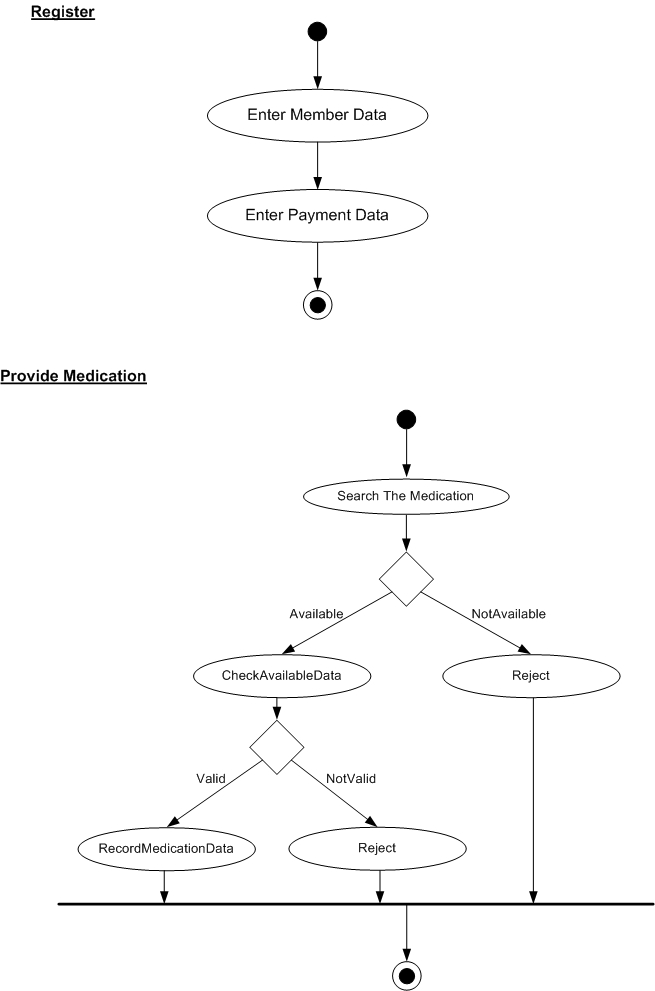 Register
Enter Member Data
Enter Payment Data
Provide Medication
Search The Medication
Available
NotAvailable
CheckAvailableData
Reject
Valid
NotValid
RecordMedicationData
Reject